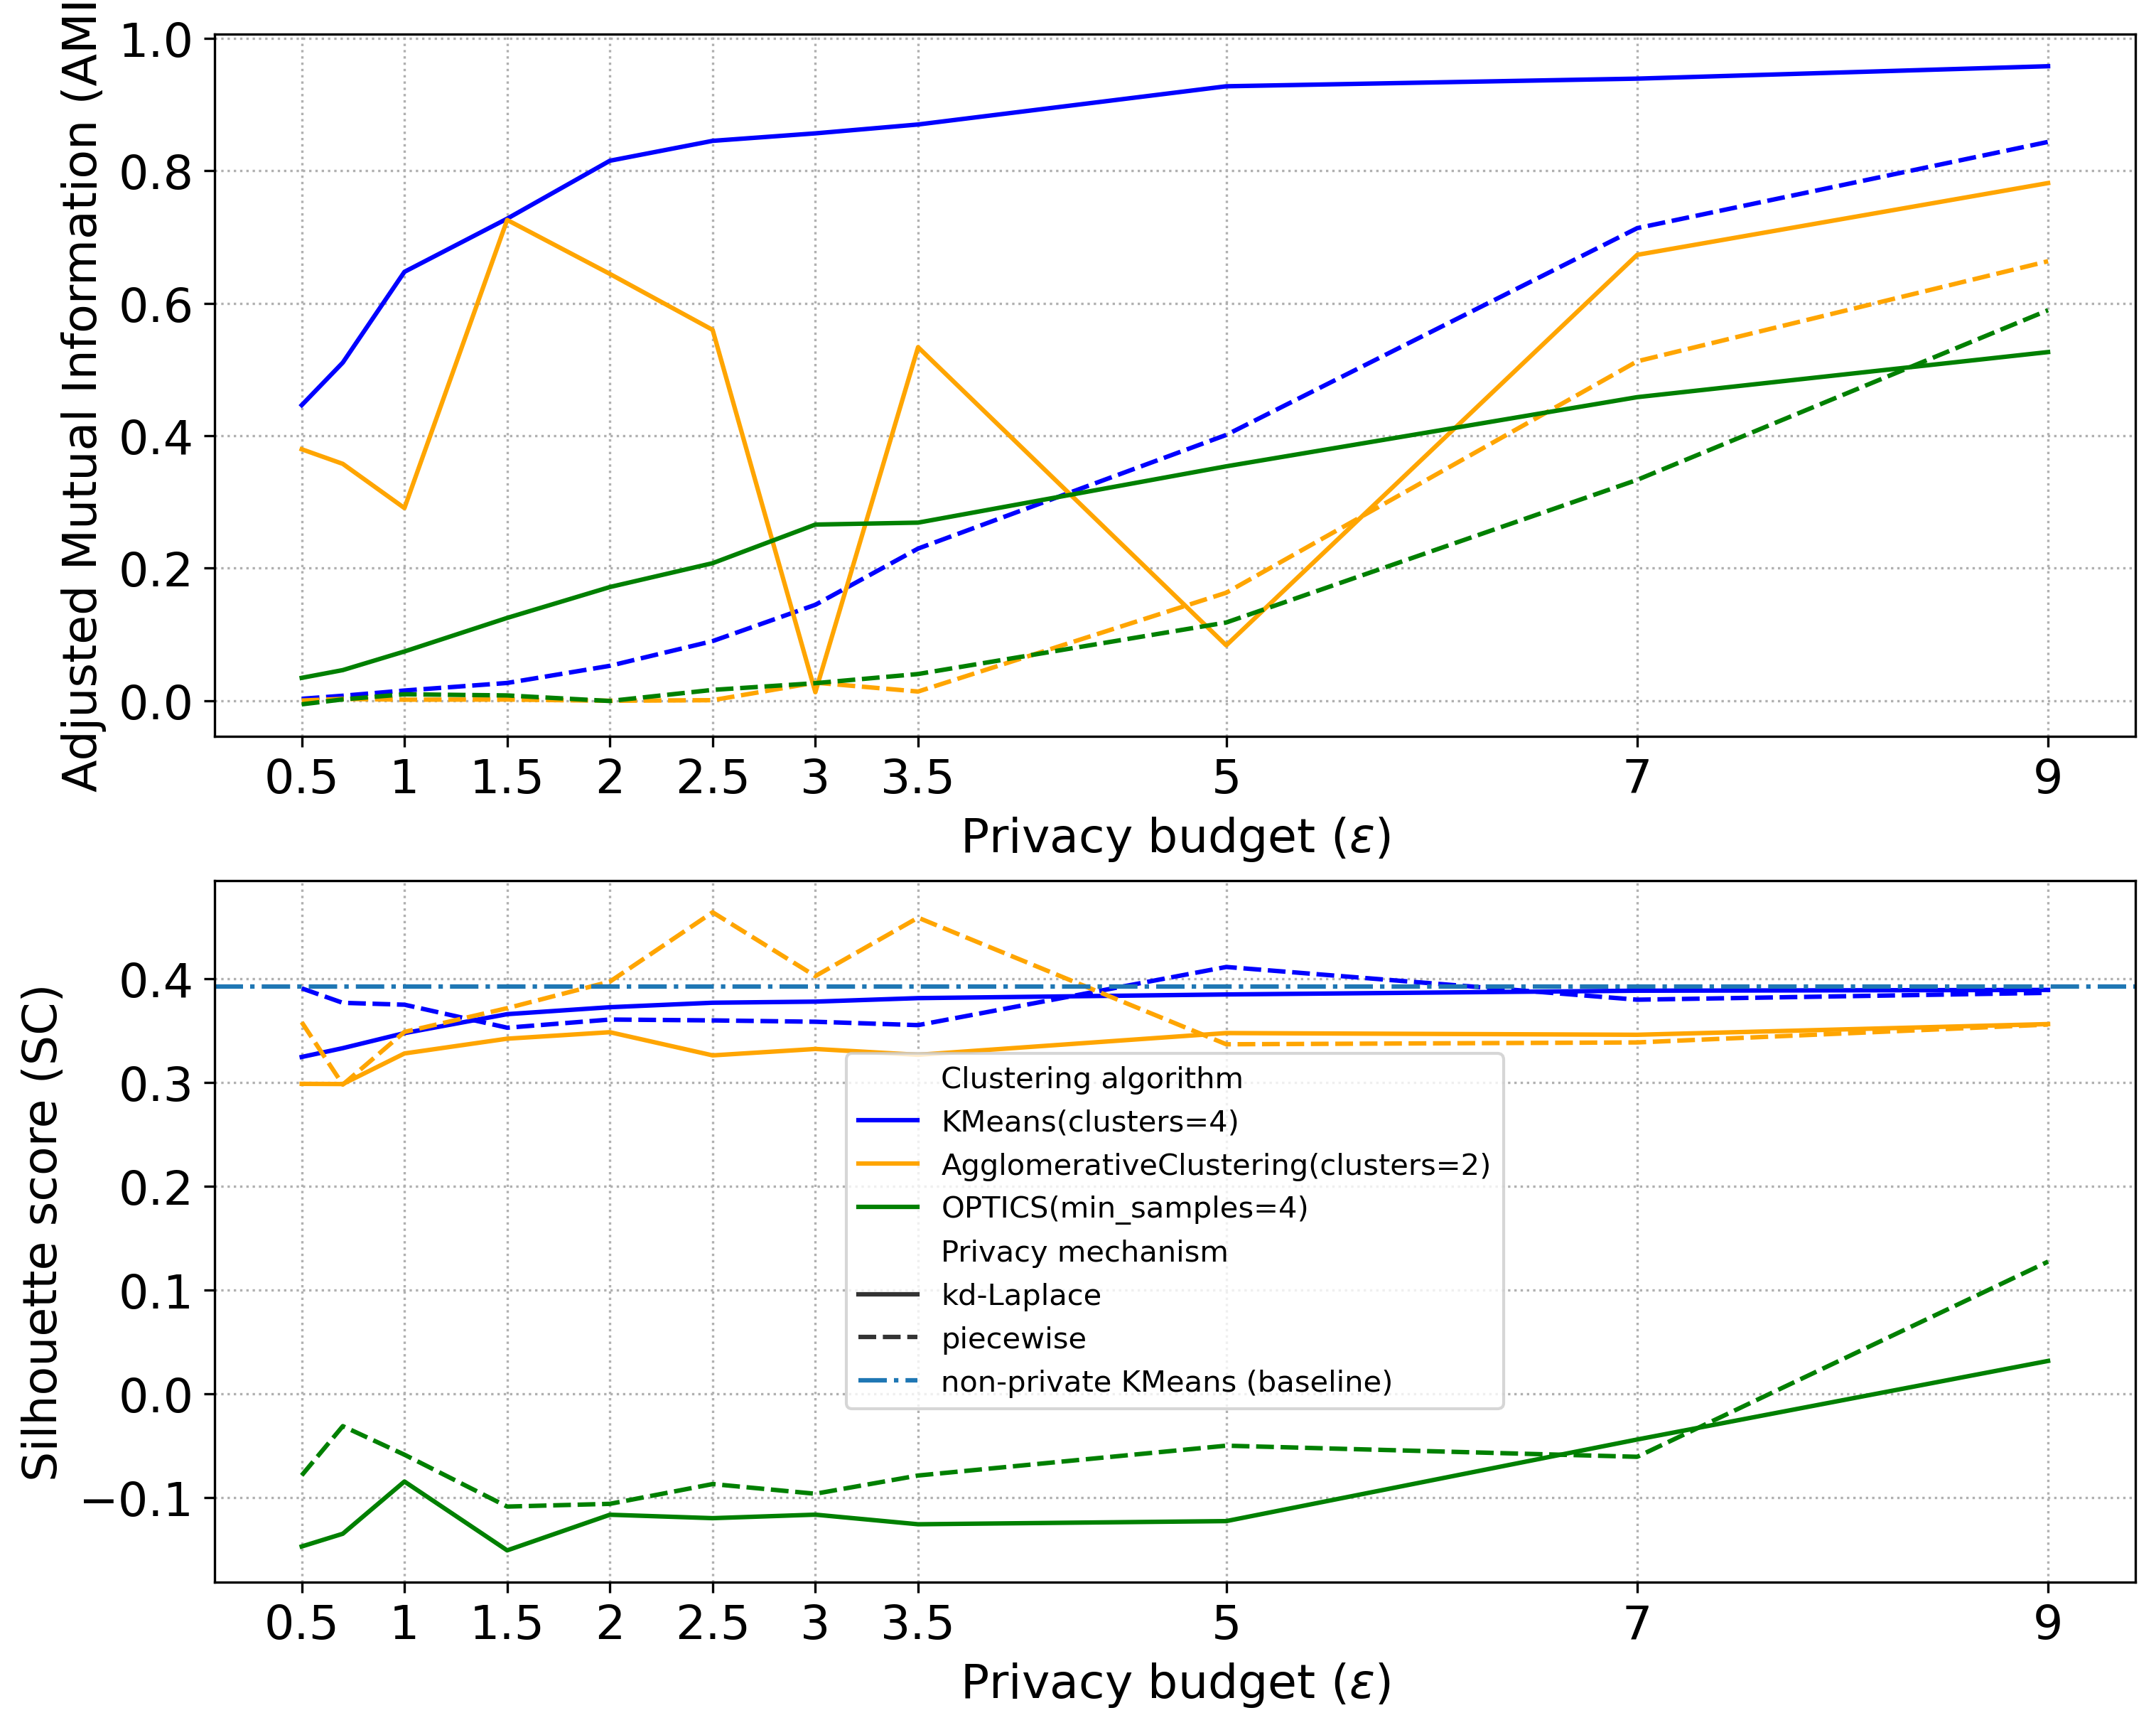 Adjusted Mutual Information (AMI
1.0
0.8
0.6
0.4
0.2
0.0
0.5 1 1.5 2 2.5 3 3.5 5 7 9
Privacy budget (ε)
Silhouette score (SC)
0.4
0.3
0.2
0.1
0.0
−0.1
Clustering algorithm
KMeans(clusters=4)
AgglomerativeClustering(clusters=2)
OPTICS(min_samples=4)
Privacy mechanism
kd-Laplace
piecewise
non-private KMeans (baseline)
0.5 1 1.5 2 2.5 3 3.5 5 7 9
Privacy budget (ε)